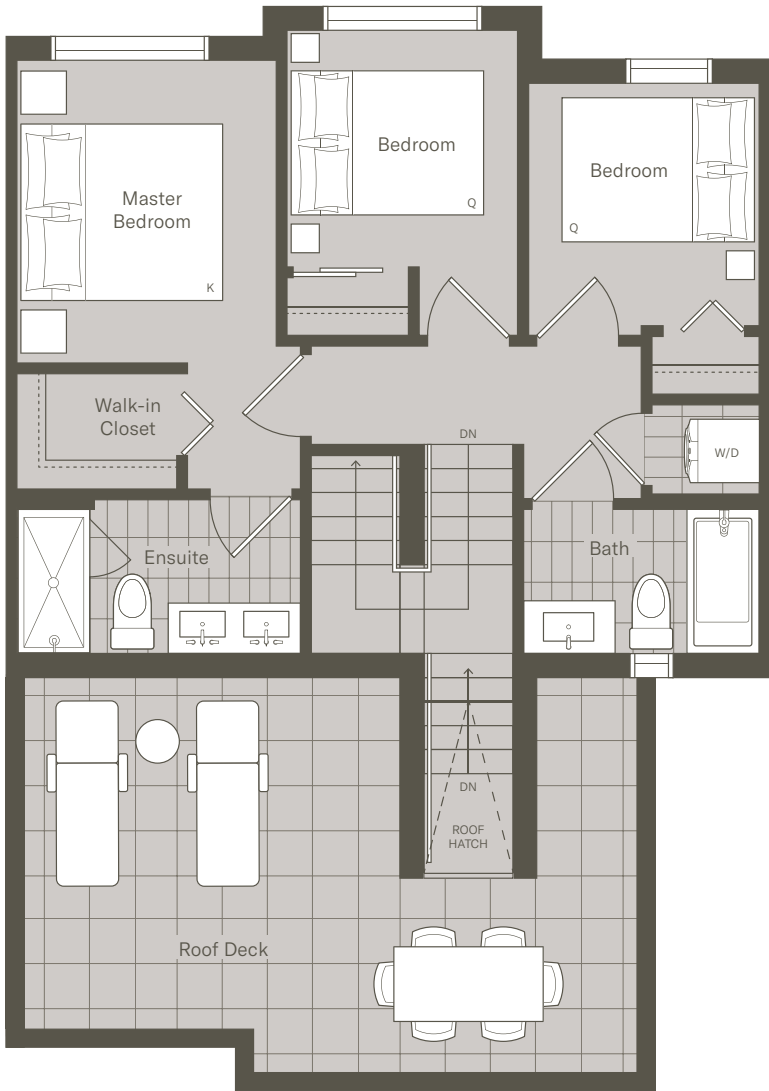 Bedroom
Q
Bedroom
Q
Master
Bedroom
K
Walk-in
Closet
DN
W/D
Ensuite
Bath
DN
ROOF
HATCH
Roof Deck